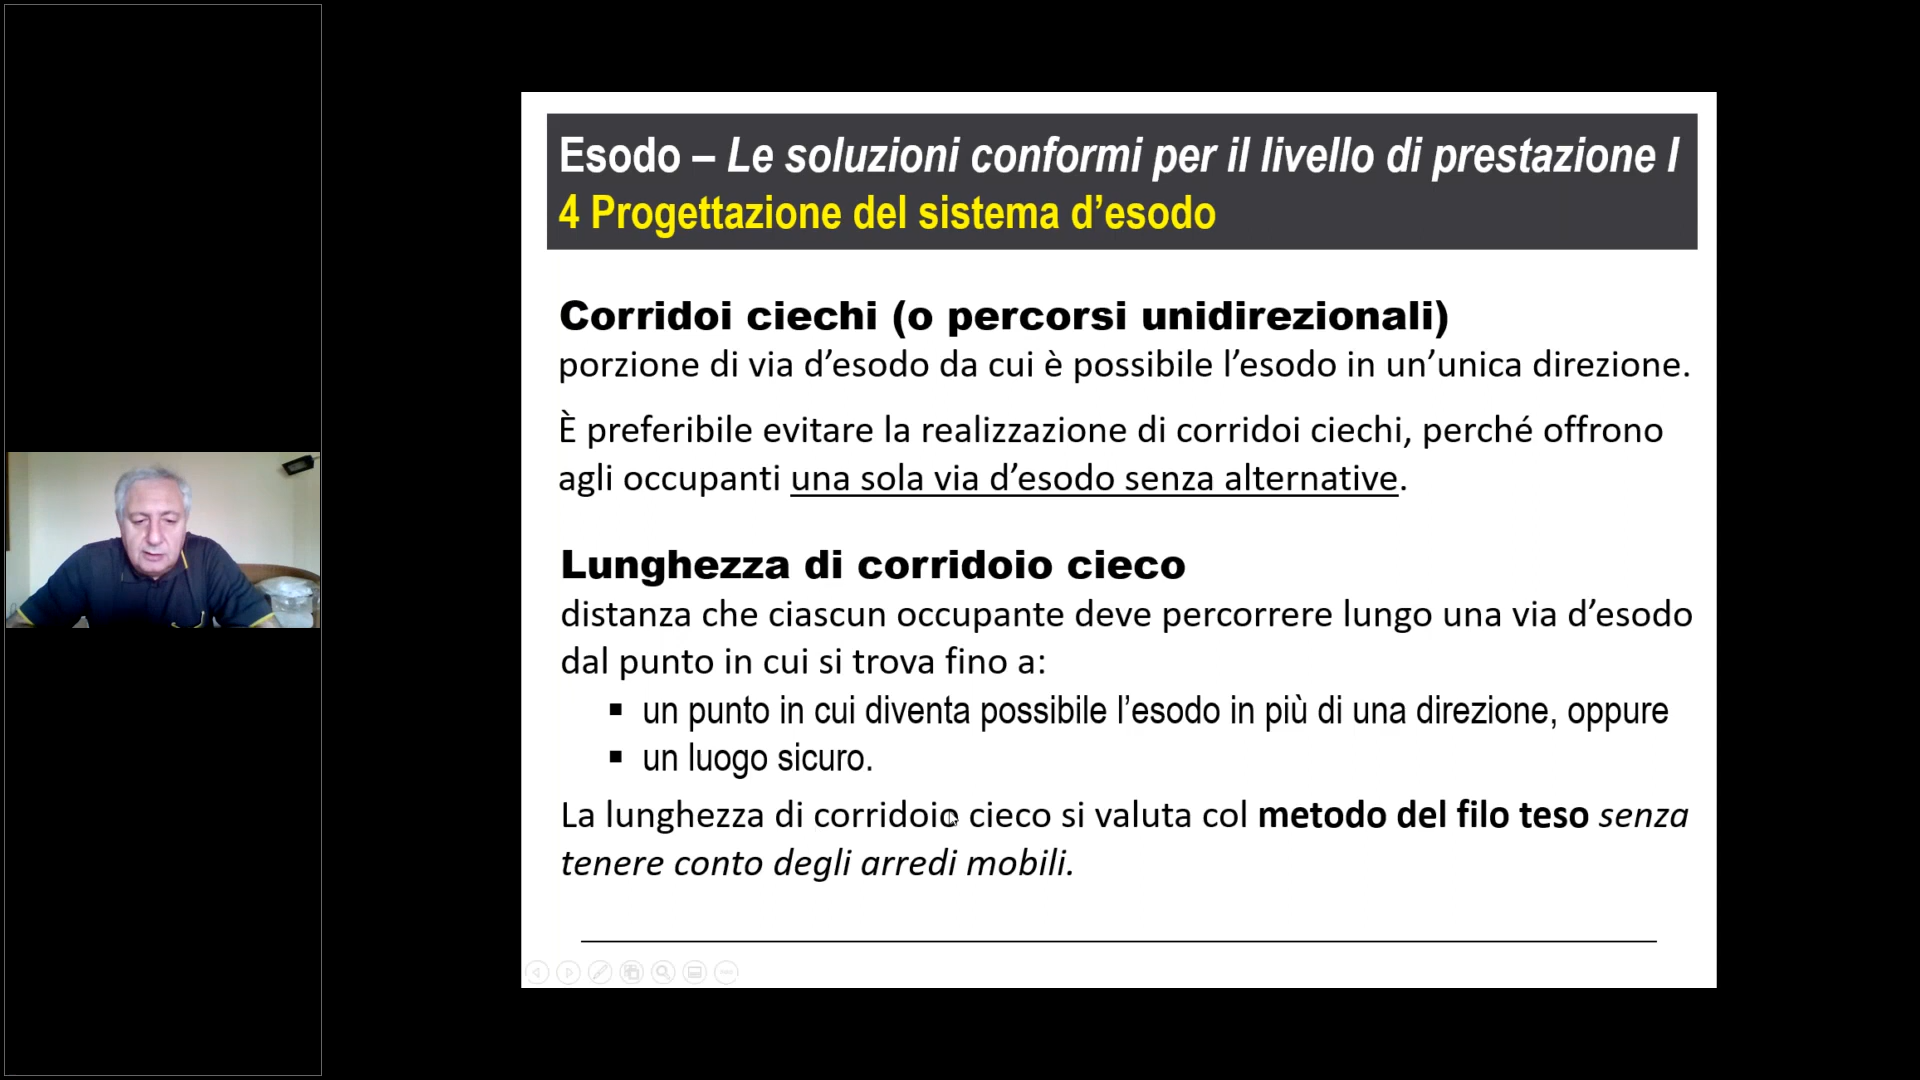 Esodo – Le soluzioni conformi per il livello di prestazione I
4 Progettazione del sistema d’esodo
Corridoi ciechi (o percorsi unidirezionali)
porzione di via d’esodo da cui è possibile l’esodo in un’unica direzione.
È preferibile evitare la realizzazione di corridoi ciechi, perché offrono
agli occupanti una sola via d’esodo senza alternative.
Lunghezza di corridoio cieco
distanza che ciascun occupante deve percorrere lungo una via d’esodo
dal punto in cui si trova fino a:
▪ un punto in cui diventa possibile l’esodo in più di una direzione, oppure
▪ un luogo sicuro.
La lunghezza di corridoio cieco si valuta col metodo del filo teso senza
tenere conto degli arredi mobili.